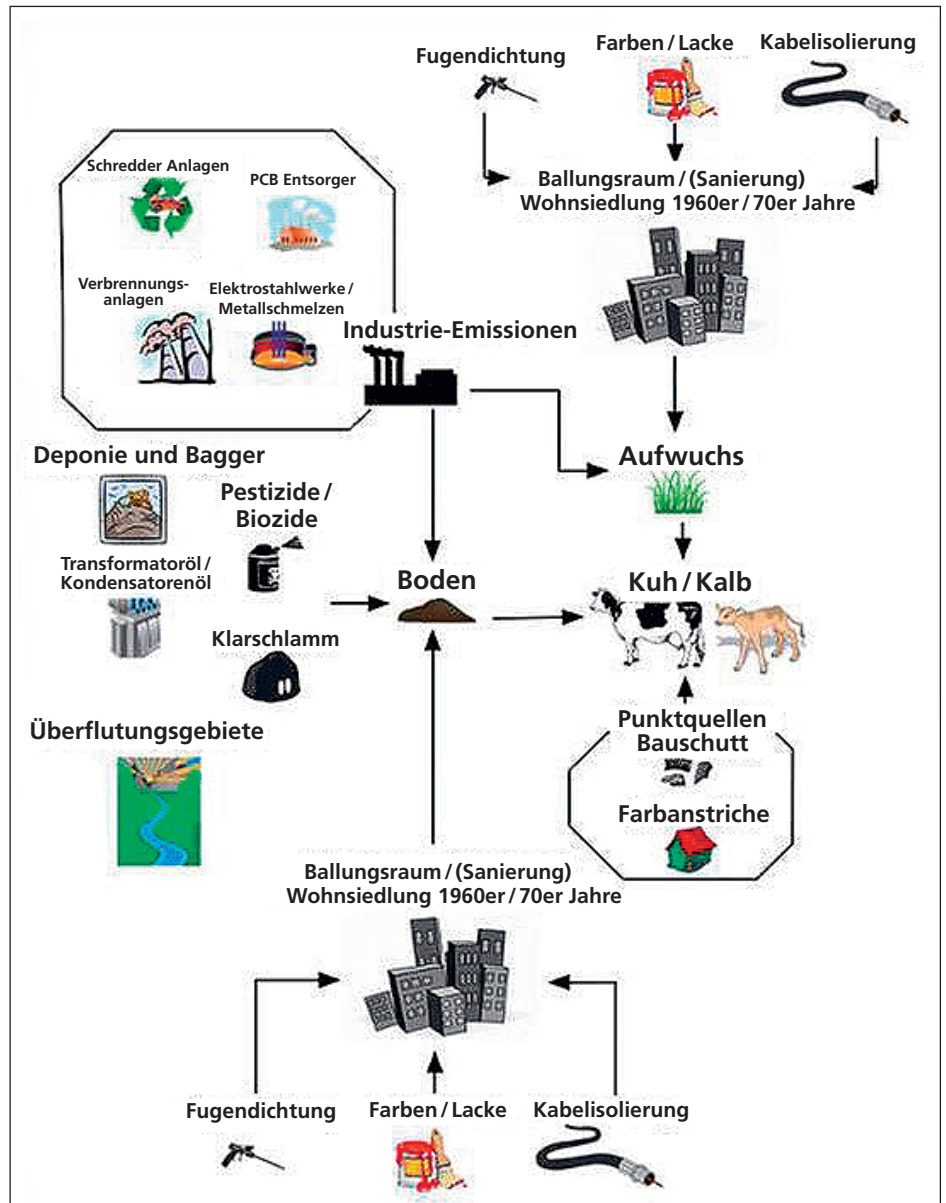 Fugendichtung
Farben / Lacke
Kabelisolierung
Ballungsraum / (Sanierung)
Wohnsiedlung 1960er / 70er Jahre
Schredder Anlagen
PCB Entsorger
Verbrennungs-
anlagen
Elektrostahlwerke /
Metallschmelzen
Industrie-Emissionen
Aufwuchs
Deponie und Bagger
Pestizide /
Biozide
Transformatoröl /
Kondensatorenöl
Boden
Kuh / Kalb
Klarschlamm
Überflutungsgebiete
Punktquellen
Bauschutt
Farbanstriche
Ballungsraum / (Sanierung)
Wohnsiedlung 1960er / 70er Jahre
Fugendichtung
Farben / Lacke
Kabelisolierung